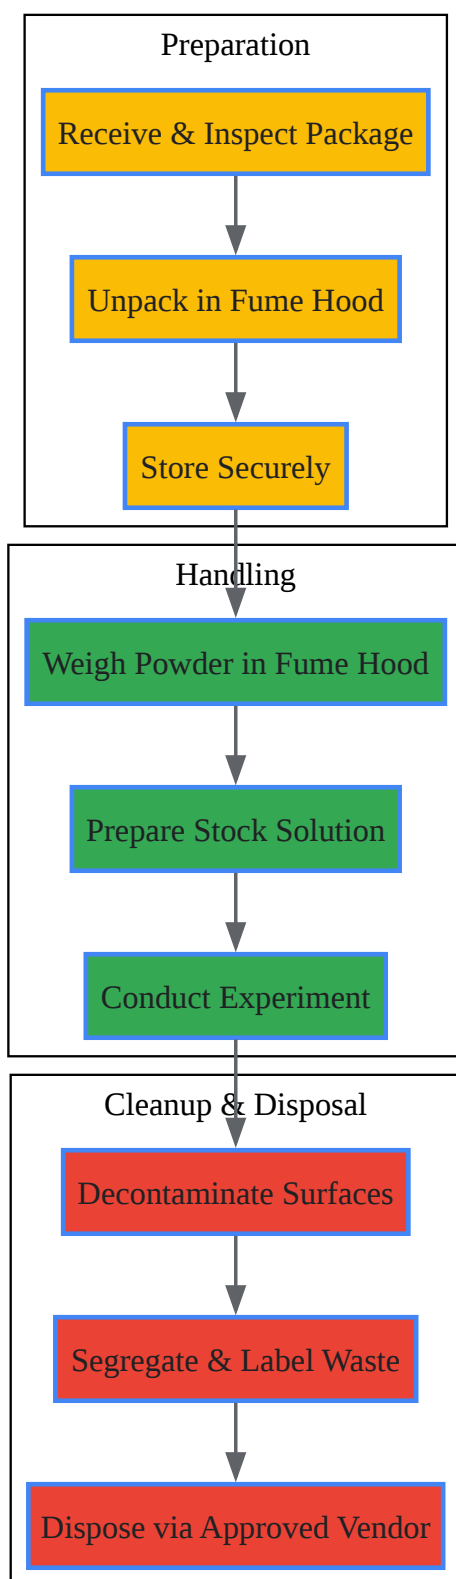 Preparation
Receive & Inspect Package
Unpack in Fume Hood
Store Securely
Handling
Weigh Powder in Fume Hood
Prepare Stock Solution
Conduct Experiment
Cleanup & Disposal
Decontaminate Surfaces
Segregate & Label Waste
Dispose via Approved Vendor